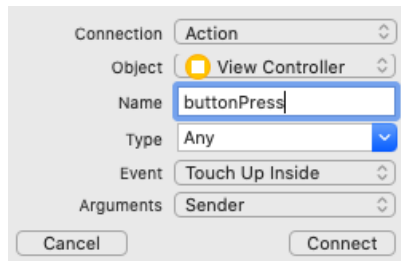 Connection Action
Object View Controller
Name buttonPress
Type Any
Event Touch Up Inside
Arguments Sender
Cancel Connect